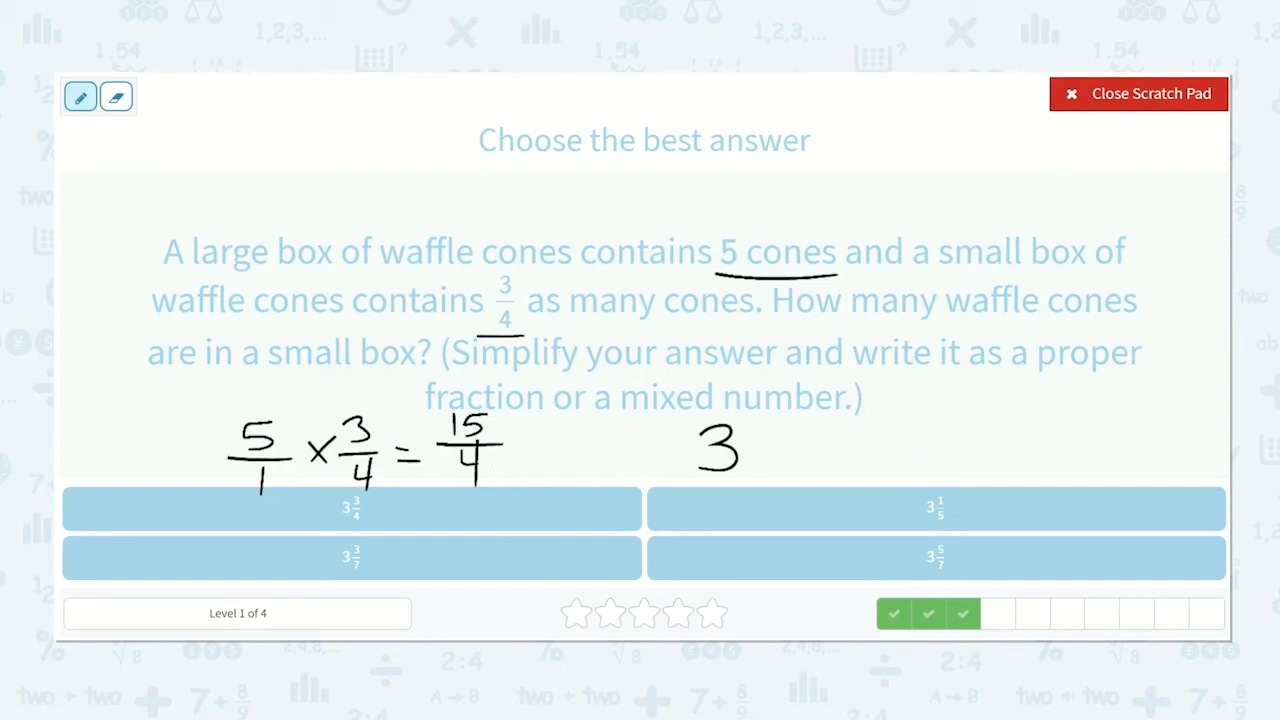 Close Scratch Pad
Choose the best answer
A large box of waffle cones contains 5 cones and a small box of
waffle cones contains 3/4 as many cones. How many waffle cones
are in a small box? (Simplify your answer and write it as a proper
fraction or a mixed number.)
5/1 × 3/4 = 15/4 3
3 3/4
3 1/5
3 3/7
3 5/7
Level 1 of 4